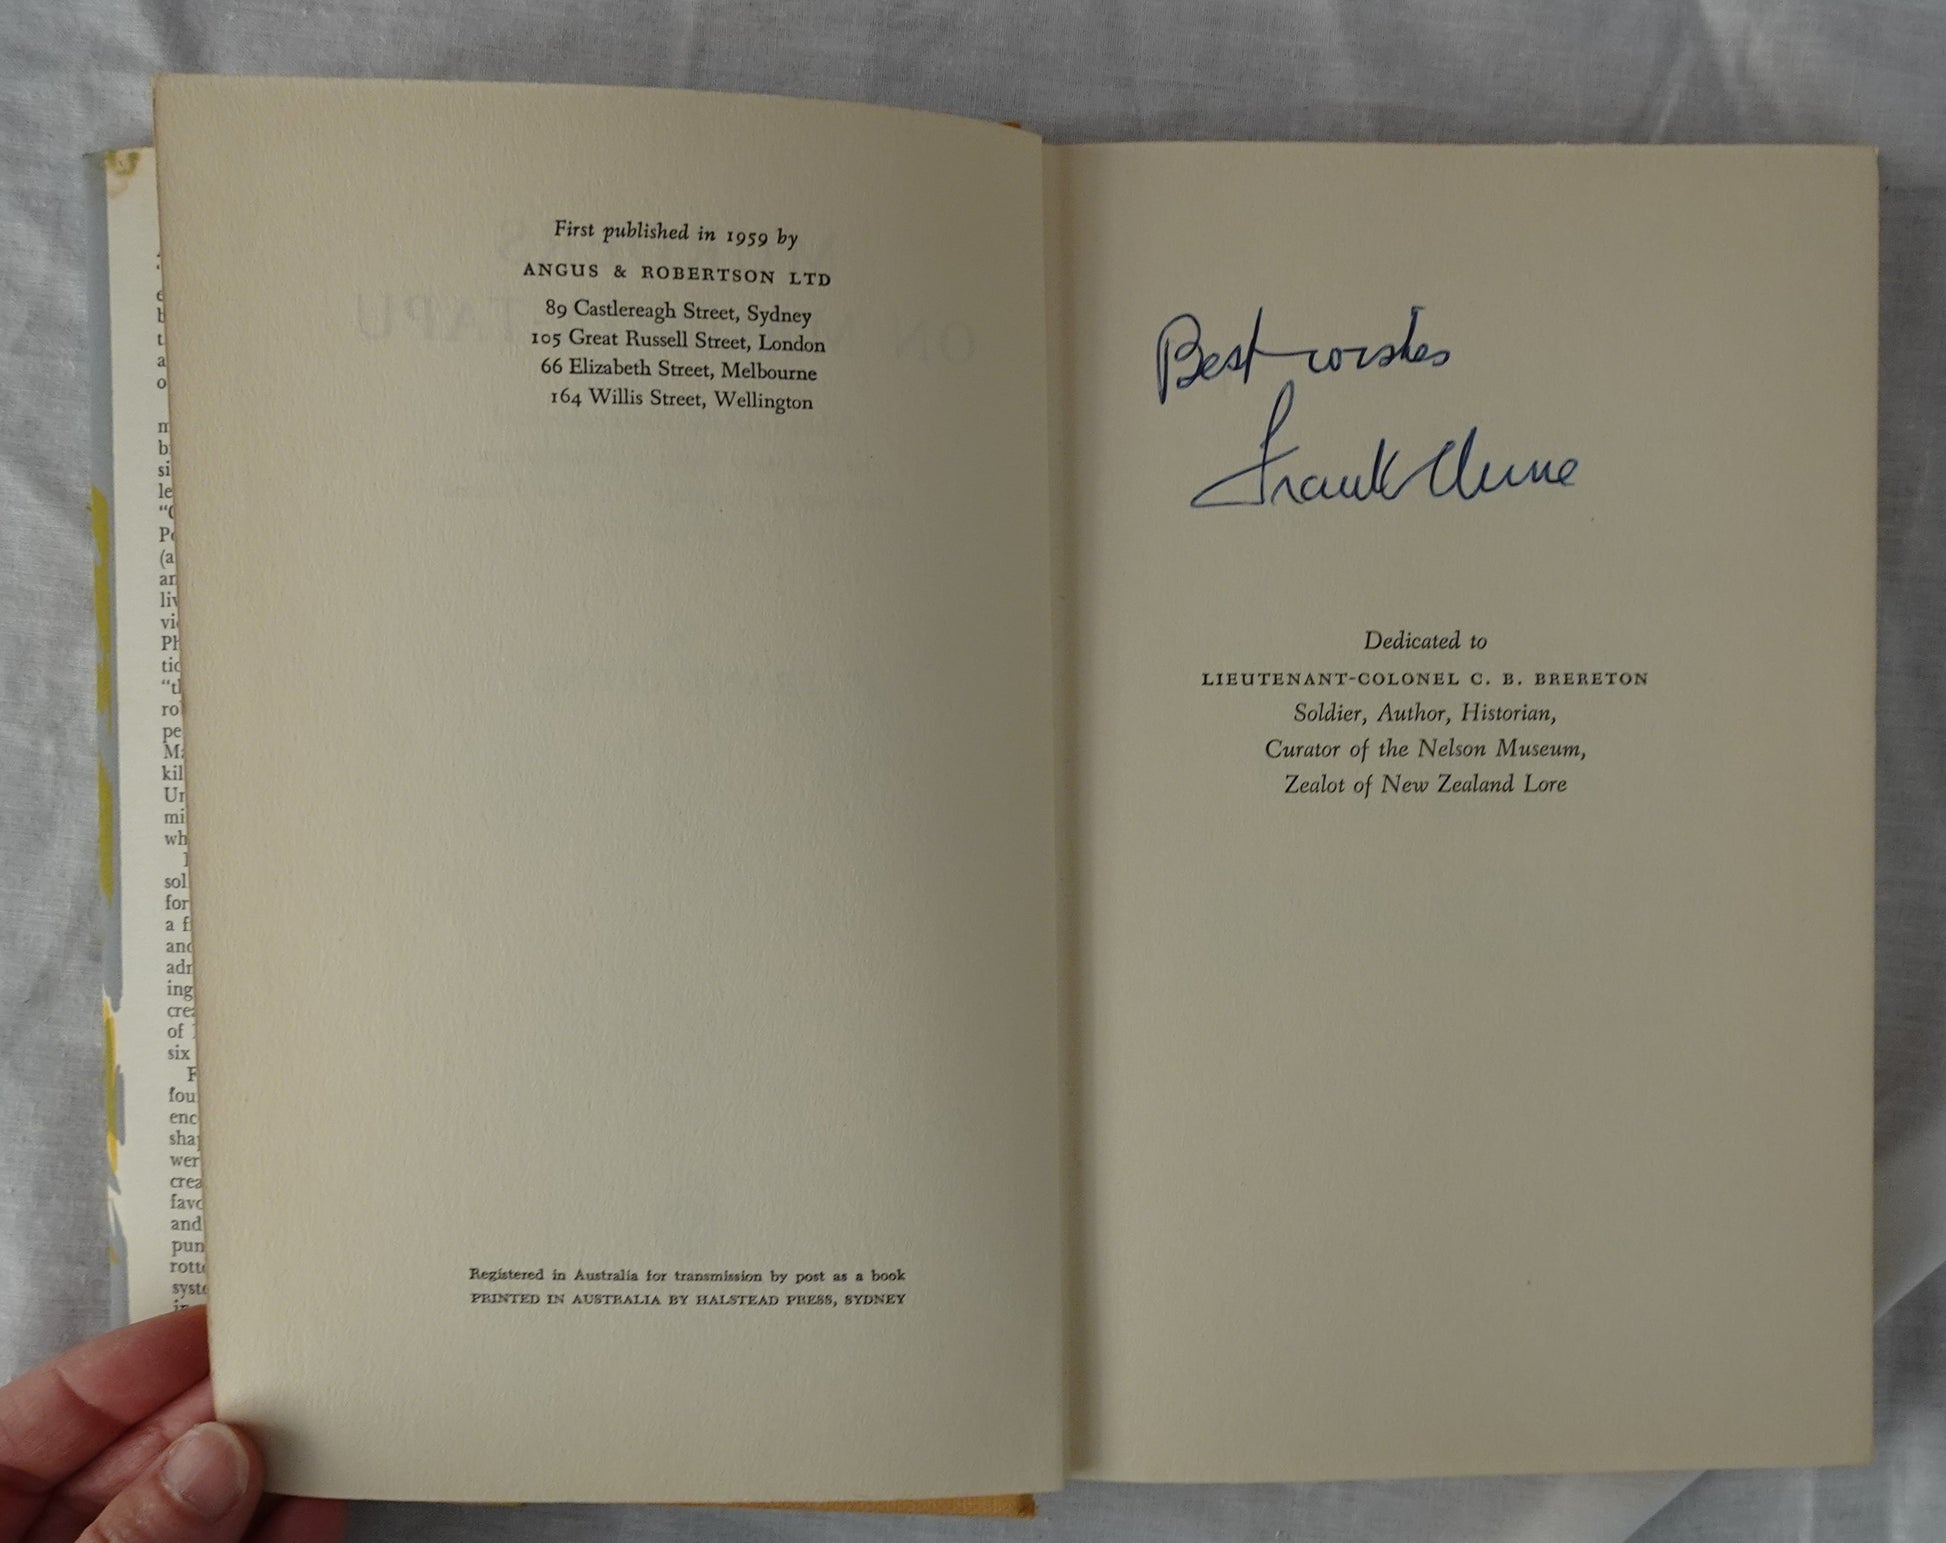 First published in 1959 by
ANGUS & ROBERTSON LTD
89 Castlereagh Street, Sydney
105 Great Russell Street, London
66 Elizabeth Street, Melbourne
164 Willis Street, Wellington
Registered in Australia for transmission by post as a book
PRINTED IN AUSTRALIA BY HALSTEAD PRESS, SYDNEY
Best wishes
Frank Clune
Dedicated to
LIEUTENANT-COLONEL C. B. BRERETON
Soldier, Author, Historian,
Curator of the Nelson Museum,
Zealot of New Zealand Lore